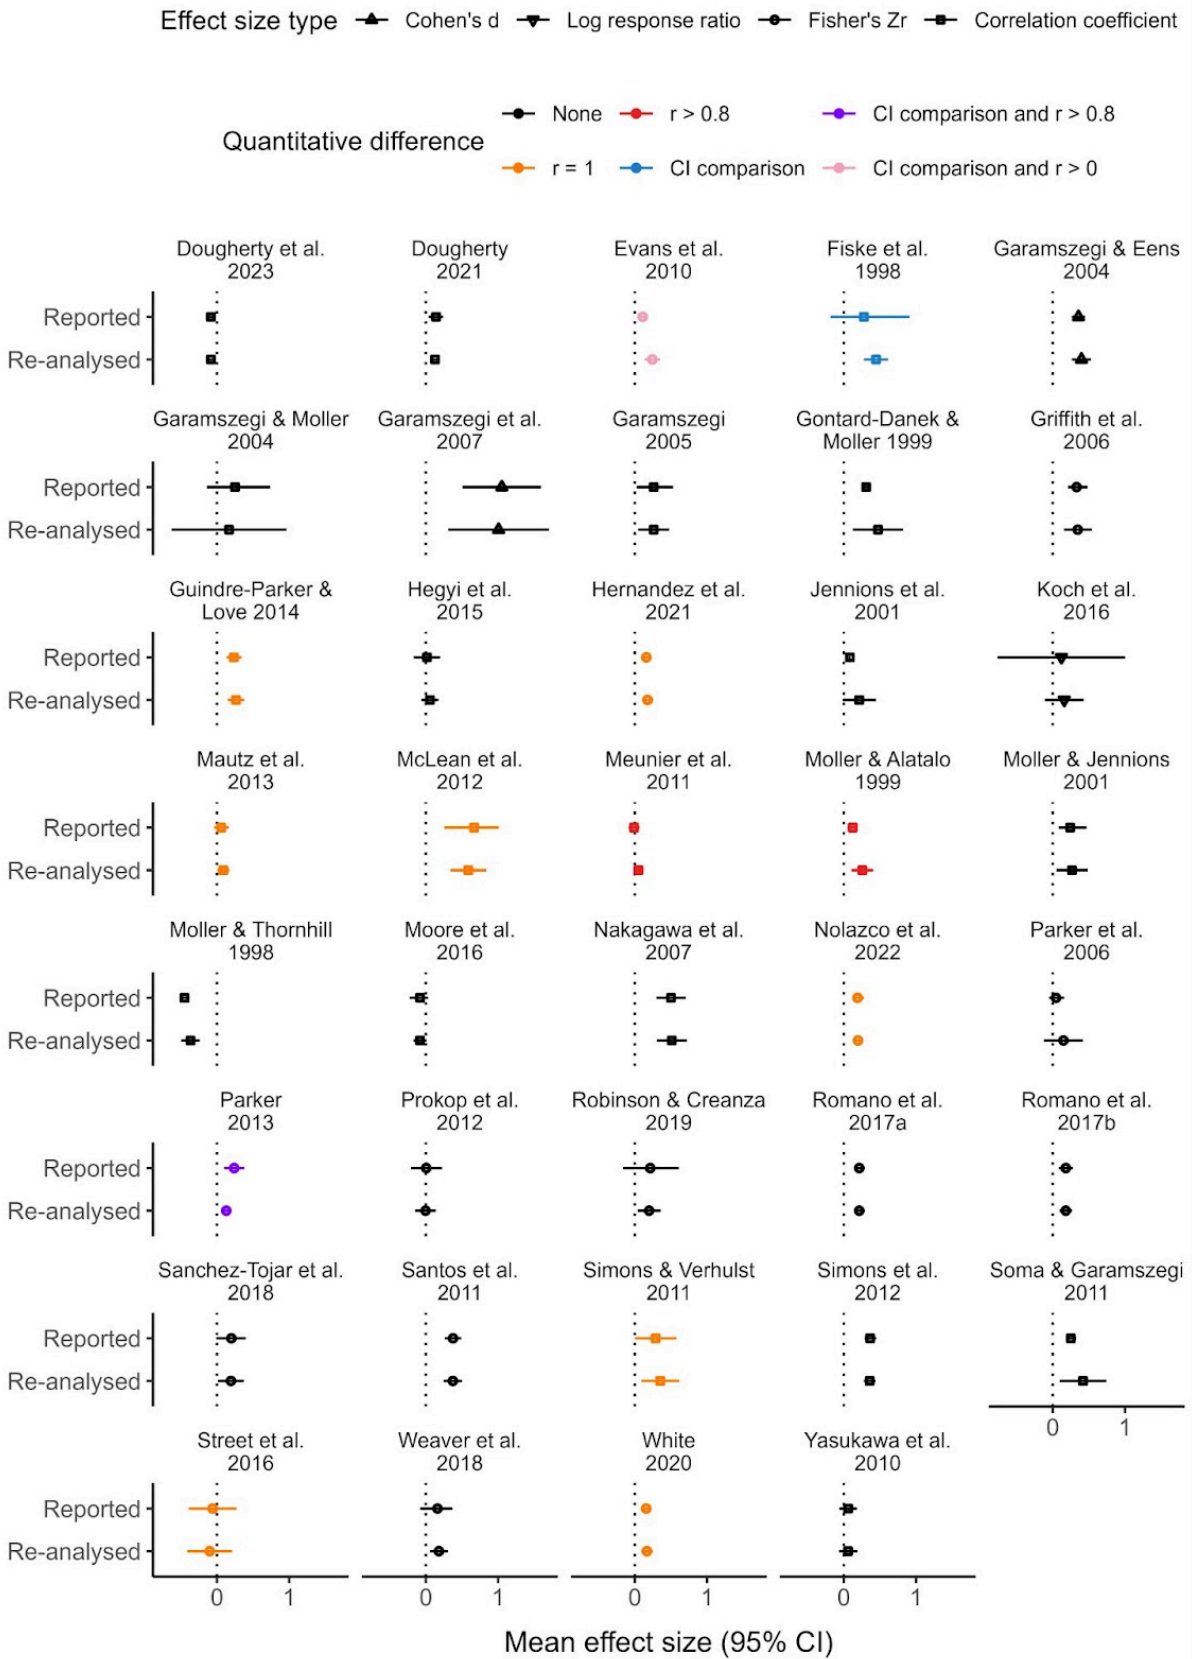 Effect size type Cohen's d Log response ratio Fisher's Zr Correlation coefficient
None r > 0.8 CI comparison and r > 0.8
Quantitative difference
r = 1 CI comparison CI comparison and r > 0
Dougherty et al. Dougherty Evans et al. Fiske et al. Garamszegi & Eens
2023 2021 2010 1998 2004
Reported
Re-analysed
Garamszegi & Moller Garamszegi et al. Garamszegi Gontard-Danek & Griffith et al.
2004 2007 2005 Moller 1999 2006
Reported
Re-analysed
Guindre-Parker & Hegyi et al. Hernandez et al. Jennions et al. Koch et al.
Love 2014 2015 2021 2001 2016
Reported
Re-analysed
Mautz et al. McLean et al. Meunier et al. Moller & Alatalo Moller & Jennions
2013 2012 2011 1999 2001
Reported
Re-analysed
Moller & Thornhill Moore et al. Nakagawa et al. Nolazco et al. Parker et al.
1998 2016 2007 2022 2006
Reported
Re-analysed
Parker Prokop et al. Robinson & Creanza Romano et al. Romano et al.
2013 2012 2019 2017a 2017b
Reported
Re-analysed
Sanchez-Tojar et al. Santos et al. Simons & Verhulst Simons et al. Soma & Garamszegi
2018 2011 2011 2012 2011
Reported
Re-analysed
0 1
Street et al. Weaver et al. White Yasukawa et al.
2016 2018 2020 2010
Reported
Re-analysed
0 1 0 1 0 1 0 1
Mean effect size (95% CI)